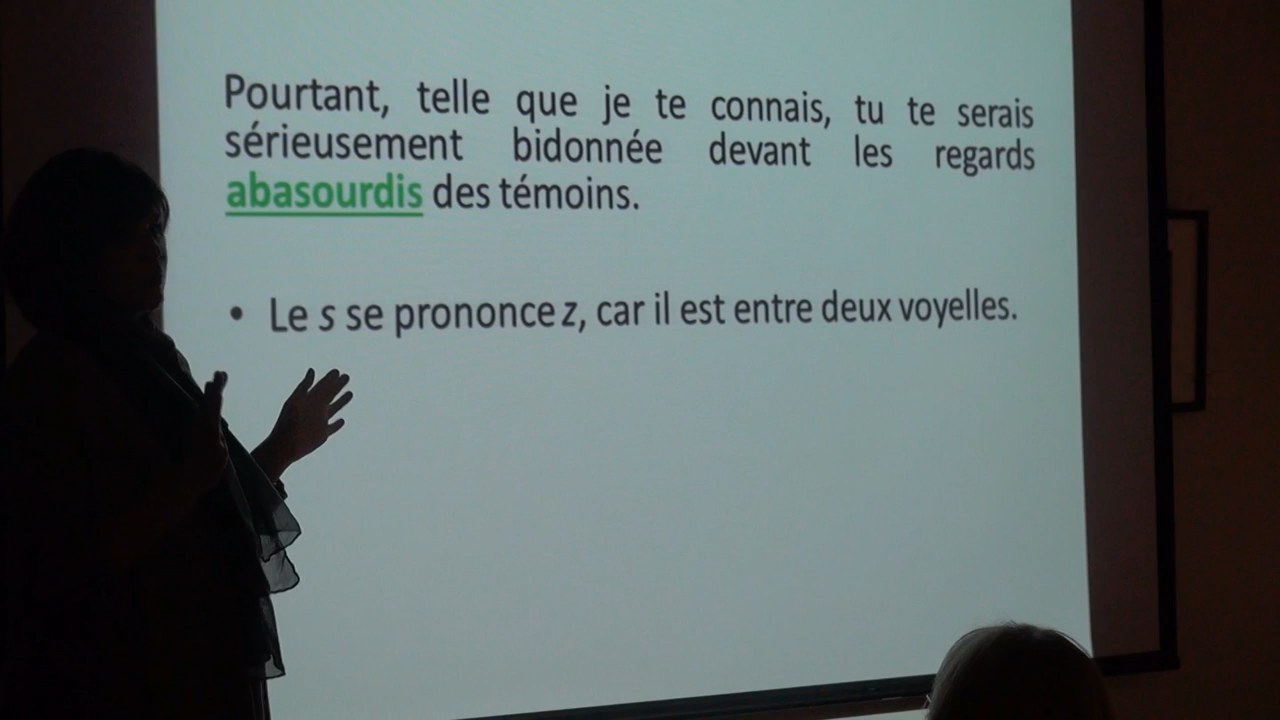 Pourtant, telle que je te connais, tu te serais
sérieusement bidonnée devant les regards
abasourdis des témoins.
• Le s se prononce z, car il est entre deux voyelles.